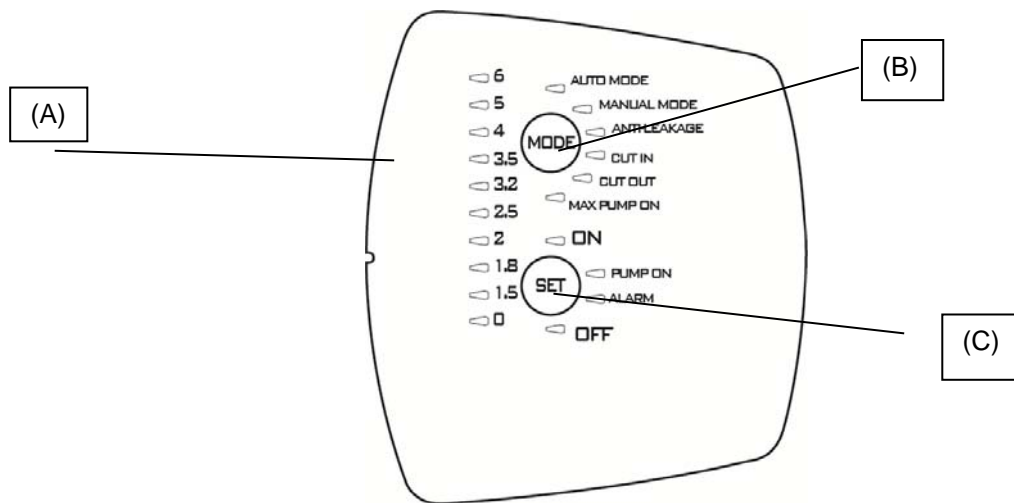 (A)
(B)
(C)
6
5
4
3.5
3.2
2.5
2
1.8
1.5
0
AUTO MODE
MANUAL MODE
ANTI-LEAKAGE
MODE
CUT IN
CUT OUT
MAX PUMP ON
ON
PUMP ON
SET
ALARM
OFF